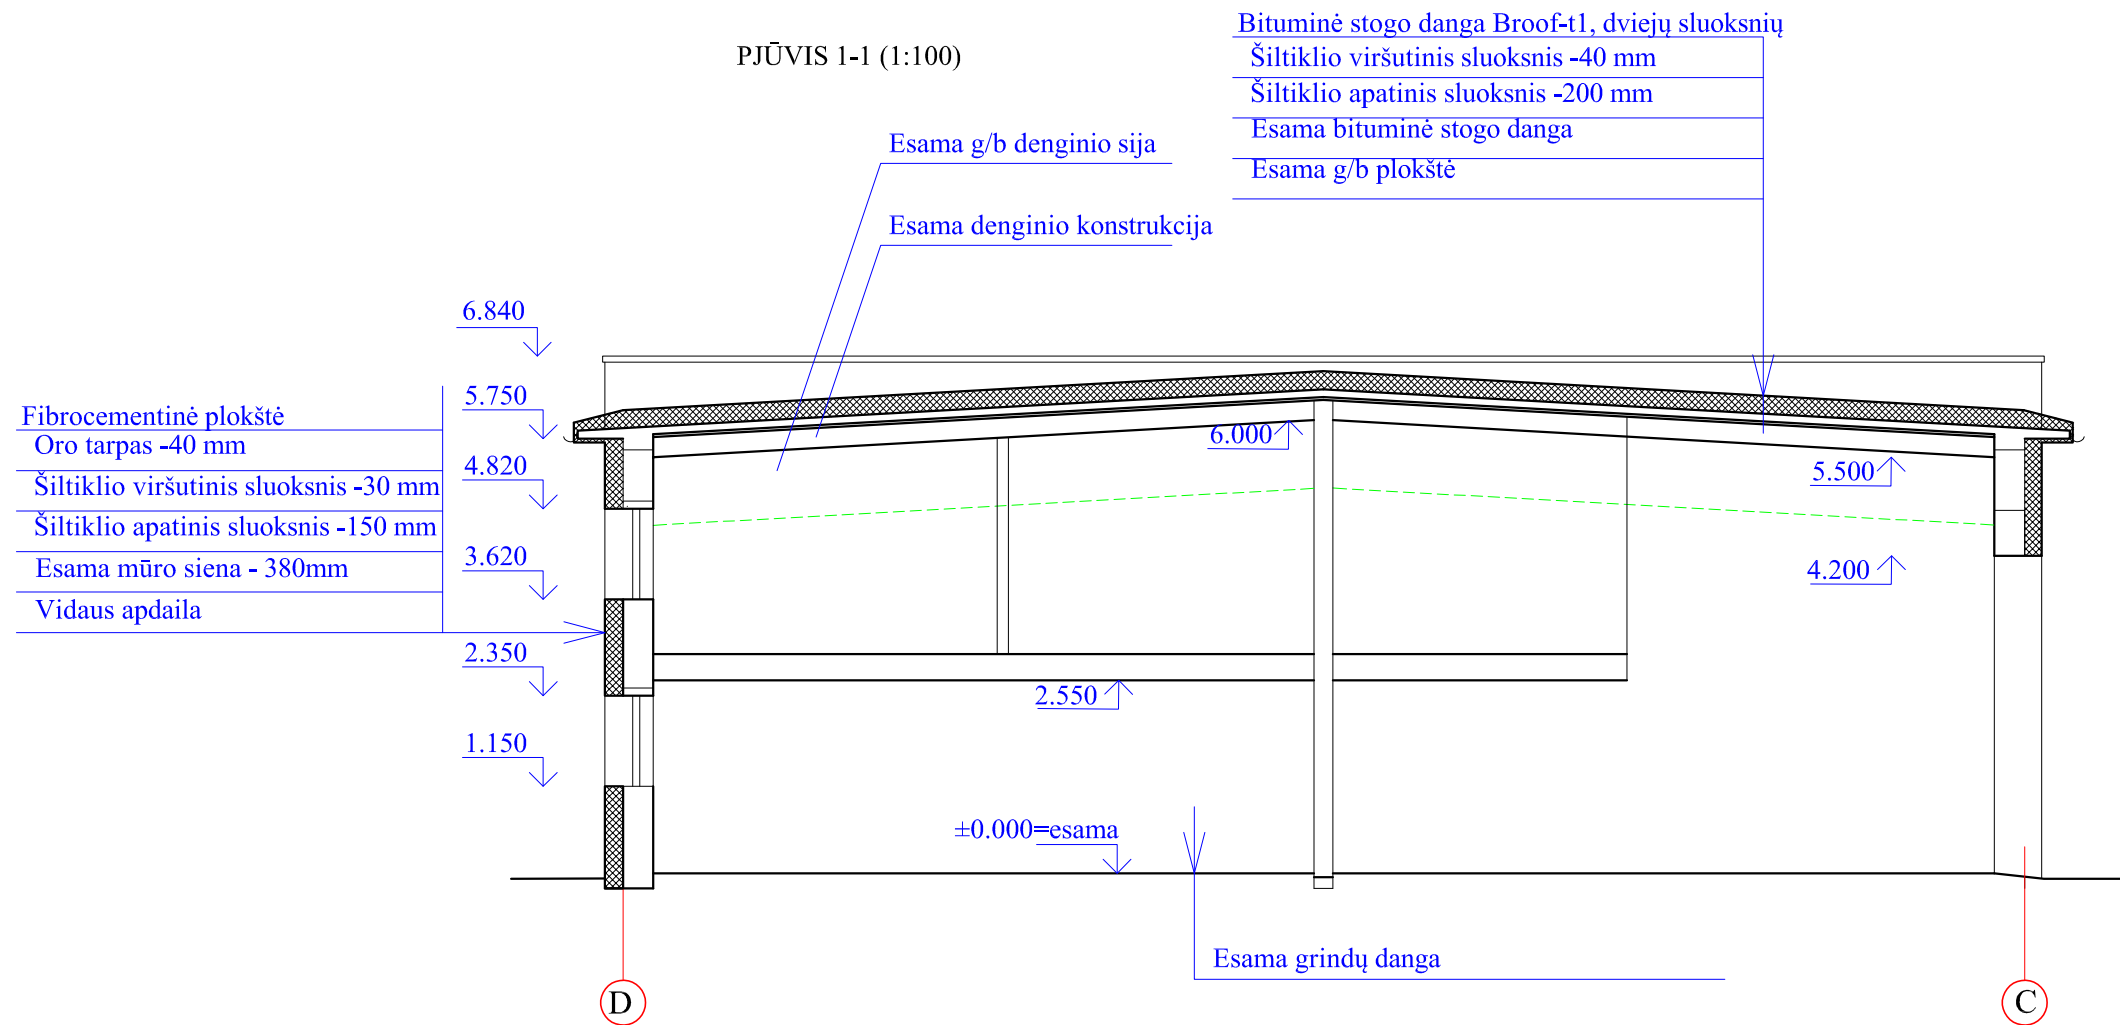 PJŪVIS 1-1 (1:100)
Bituminė stogo danga Broof-t1, dviejų sluoksnių
Šiltiklio viršutinis sluoksnis -40 mm
Šiltiklio apatinis sluoksnis -200 mm
Esama bituminė stogo danga
Esama g/b plokštė
Esama g/b denginio sija
Esama denginio konstrukcija
6.840
5.750
4.820
3.620
2.350
1.150
Fibrocementinė plokštė
Oro tarpas -40 mm
Šiltiklio viršutinis sluoksnis -30 mm
Šiltiklio apatinis sluoksnis -150 mm
Esama mūro siena - 380mm
Vidaus apdaila
6.000
5.500
4.200
2.550
±0.000=esama
Esama grindų danga
D
C